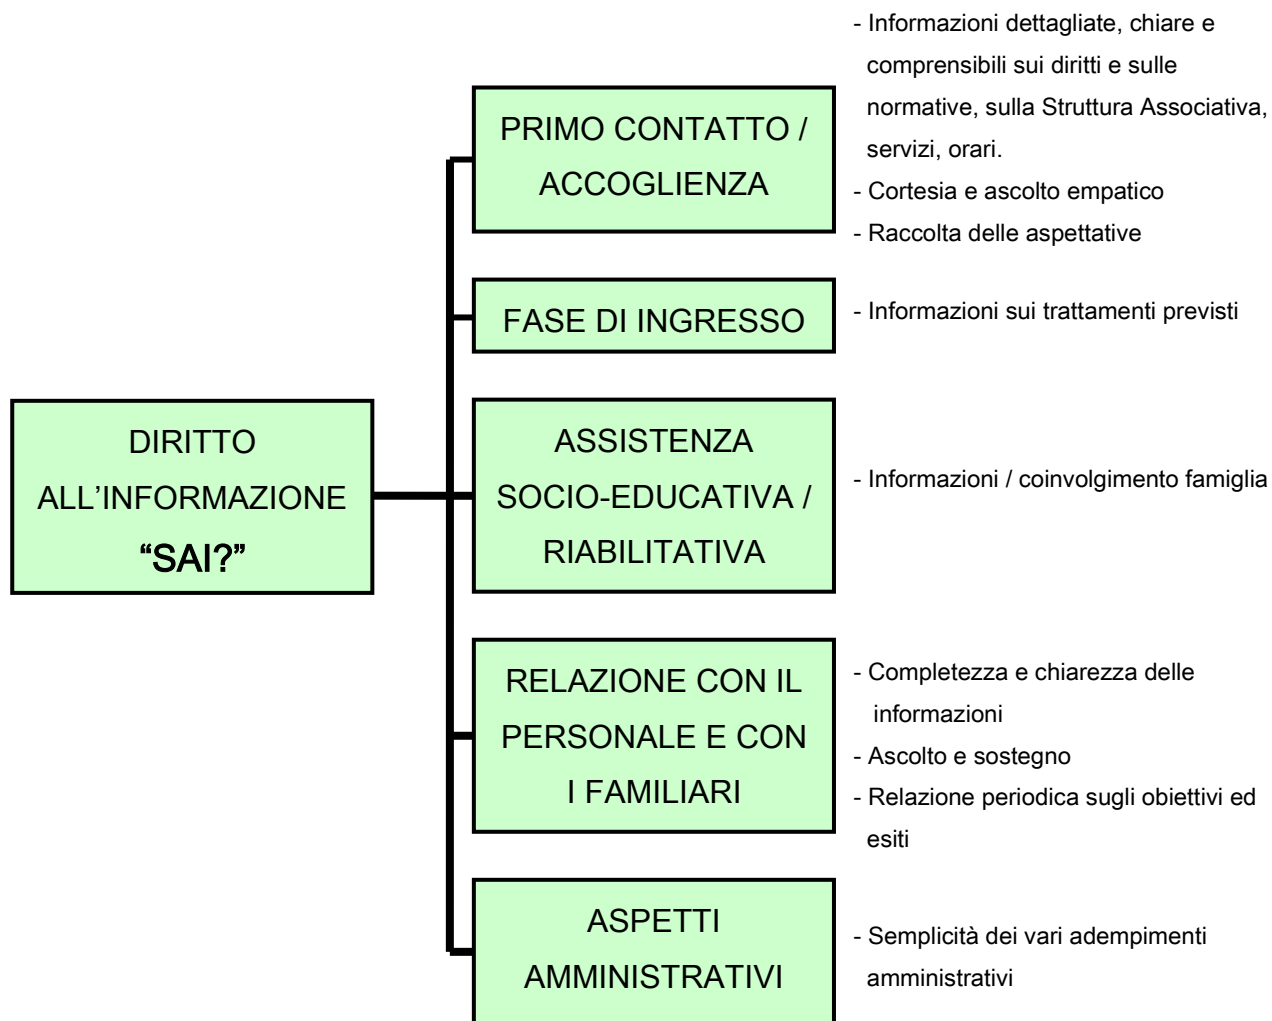 - Informazioni dettagliate, chiare e
comprensibili sui diritti e sulle
normative, sulla Struttura Associativa,
servizi, orari.
- Cortesia e ascolto empatico
- Raccolta delle aspettative
PRIMO CONTATTO /
ACCOGLIENZA
FASE DI INGRESSO
- Informazioni sui trattamenti previsti
DIRITTO
ALL’INFORMAZIONE
“SAI?”
ASSISTENZA
SOCIO-EDUCATIVA /
RIABILITATIVA
- Informazioni / coinvolgimento famiglia
RELAZIONE CON IL
PERSONALE E CON
I FAMILIARI
- Completezza e chiarezza delle
informazioni
- Ascolto e sostegno
- Relazione periodica sugli obiettivi ed
esiti
ASPETTI
AMMINISTRATIVI
- Semplicità dei vari adempimenti
amministrativi